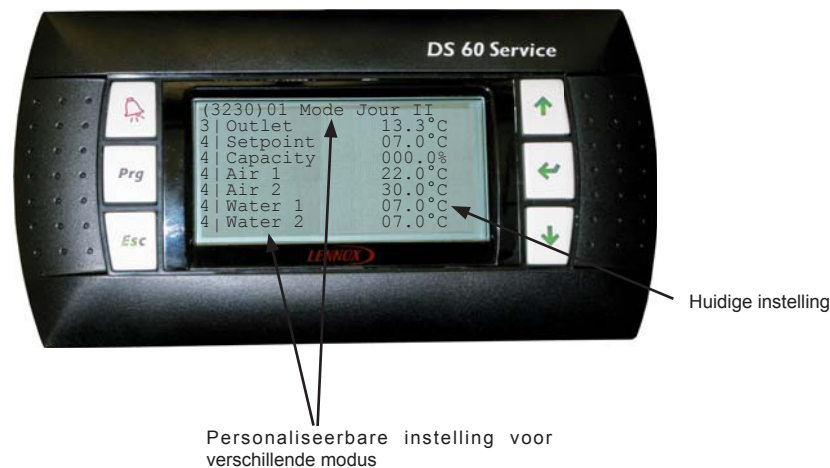 DS 60 Service
(3230)01 Mode Jour II
3|Outlet 13.3°C
4|Setpoint 07.0°C
4|Capacity 000.0%
4|Air 1 22.0°C
4|Air 2 30.0°C
4|Water 1 07.0°C
4|Water 2 07.0°C
Prg
Esc
LENNOX
Huidige instelling
Personaliseerbare instelling voor
verschillende modus